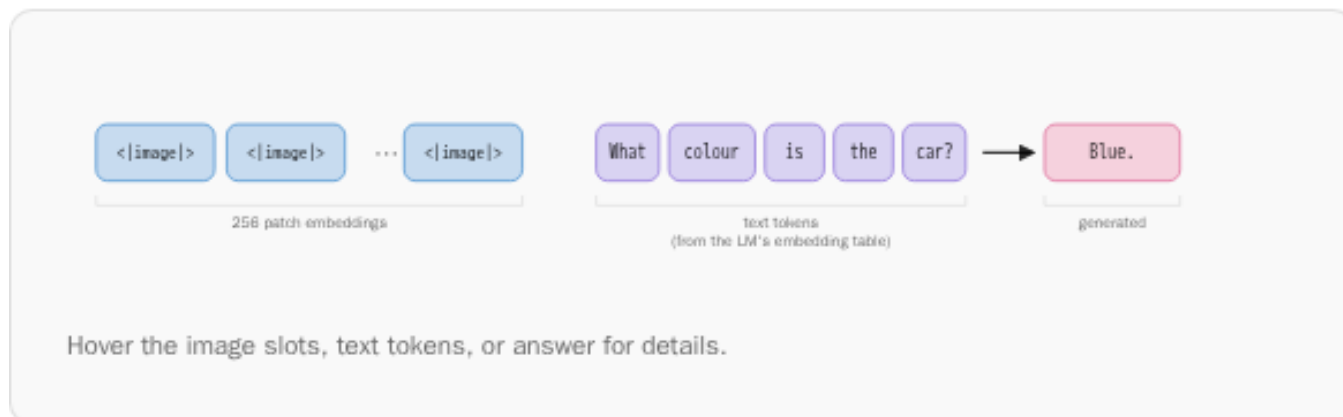 <|image|> <|image|> ... <|image|> What colour is the car? Blue.
256 patch embeddings text tokens generated
(from the LM's embedding table)
Hover the image slots, text tokens, or answer for details.